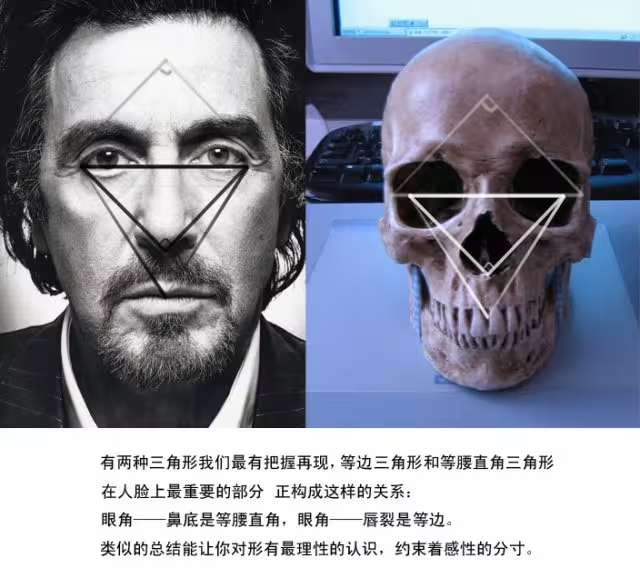 有两种三角形我们最有把握再现，等边三角形和等腰直角三角形
在人脸上最重要的部分 正构成这样的关系：
眼角——鼻底是等腰直角，眼角——唇裂是等边。
类似的总结能让你对形有最理性的认识，约束着感性的分寸。